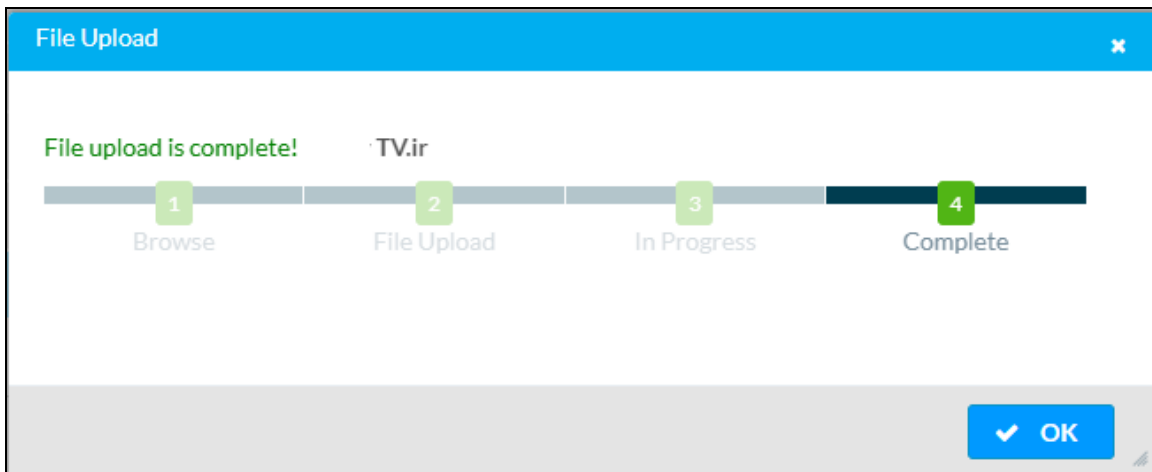 File Upload
File upload is complete! TV.ir
1 2 3 4
Browse File Upload In Progress Complete
OK